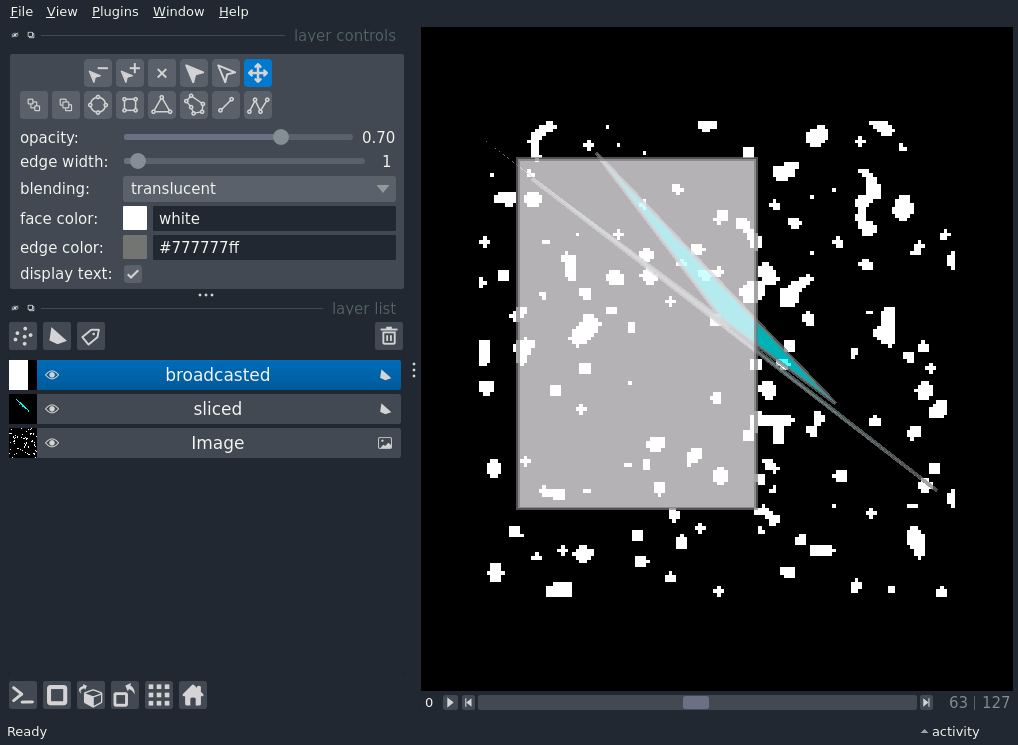 File View Plugins Window Help
layer controls
opacity: 0.70
edge width: 1
blending: translucent
face color: white
edge color: #777777ff
display text:
layer list
broadcasted
sliced
Image
0 63 | 127
Ready activity